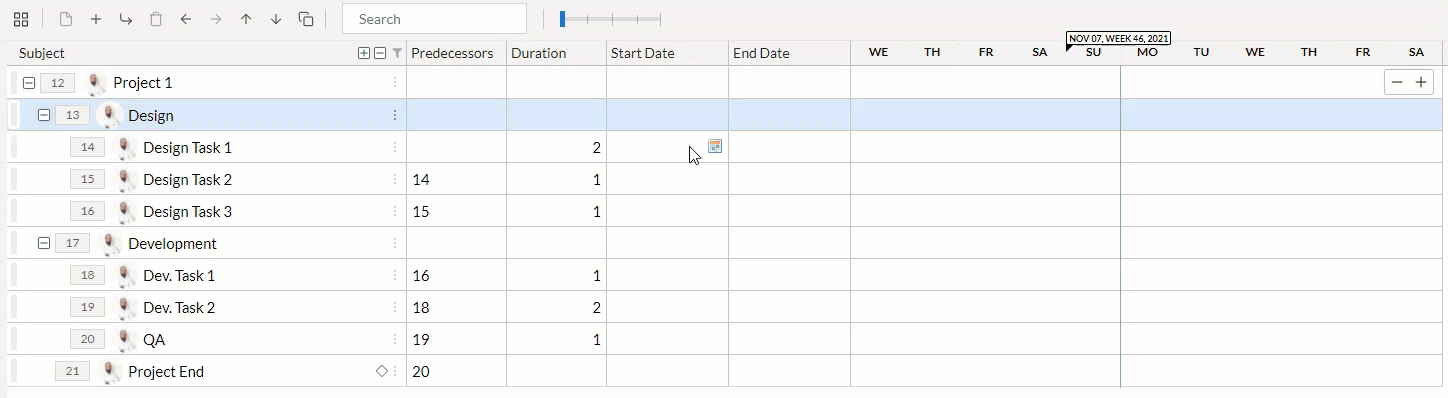 Search
NOV 07, WEEK 46, 2021
Subject Predecessors Duration Start Date End Date WE TH FR SA SU MO TU WE TH FR SA
12 Project 1
13 Design
14 Design Task 1 2
15 Design Task 2 14 1
16 Design Task 3 15 1
17 Development
18 Dev. Task 1 16 1
19 Dev. Task 2 18 2
20 QA 19 1
21 Project End 20